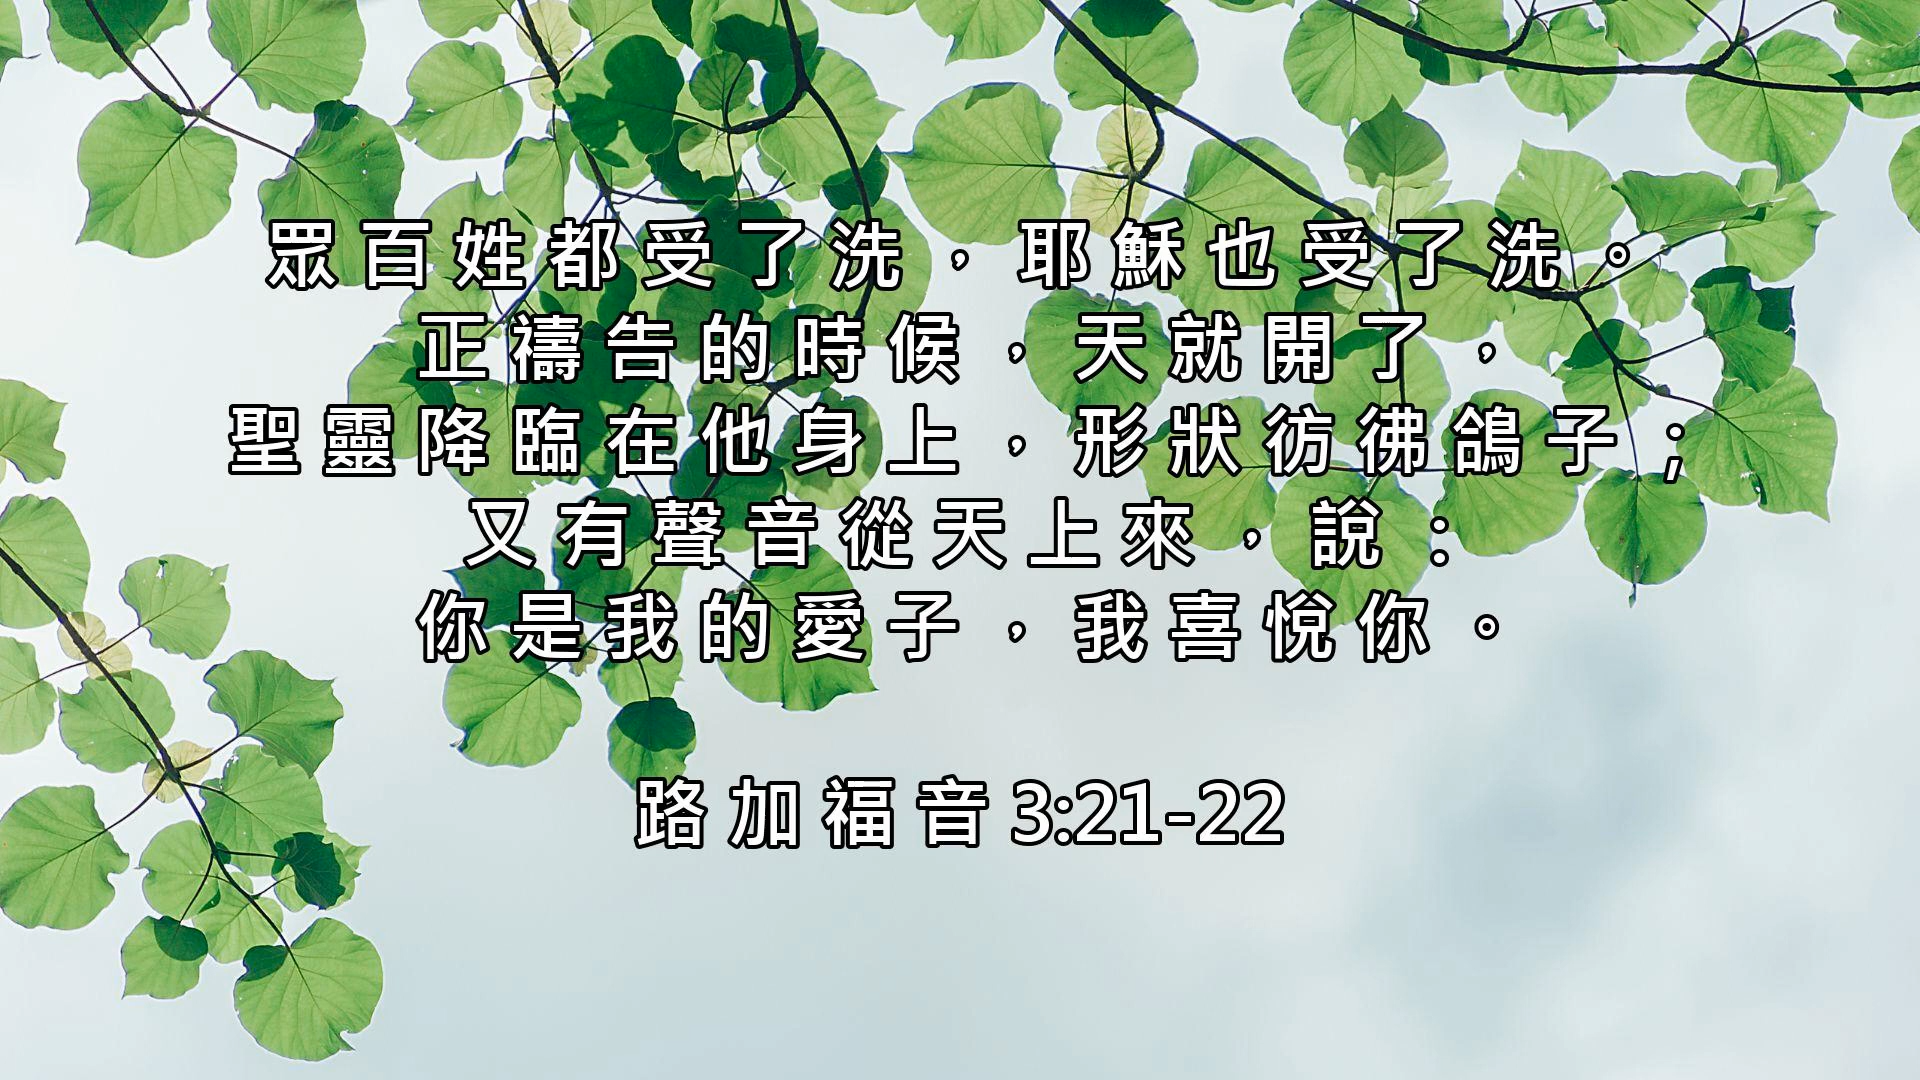 眾百姓都受了洗，耶穌也受了洗。
正禱告的時候，天就開了，
聖靈降臨在他身上，形狀彷彿鴿子；
又有聲音從天上來，說：
你是我的愛子，我喜悅你。
路加福音3:21-22